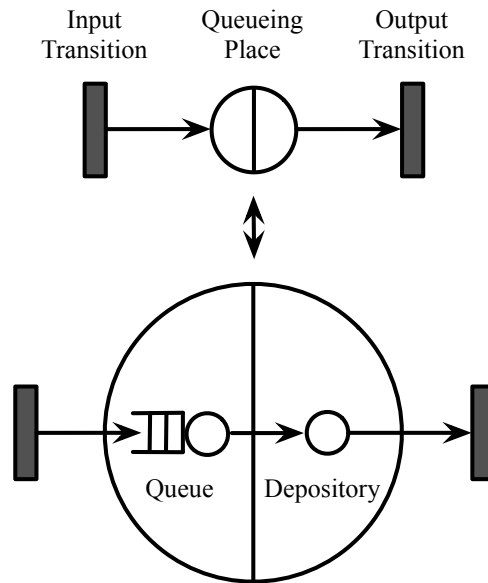 Input Queueing Output
Transition Place Transition
Queue Depository